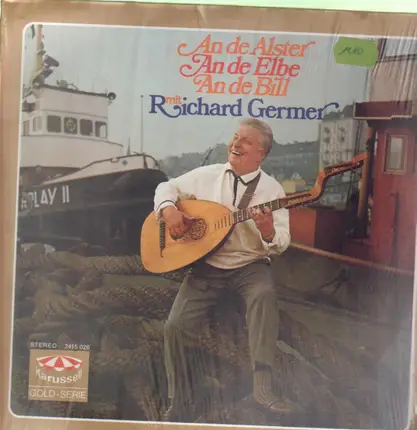 An de Alster
An de Elbe
An de Bill
mit Richard Germer
PLAY II
STEREO 2415 026
Karussell
GOLD-SERIE